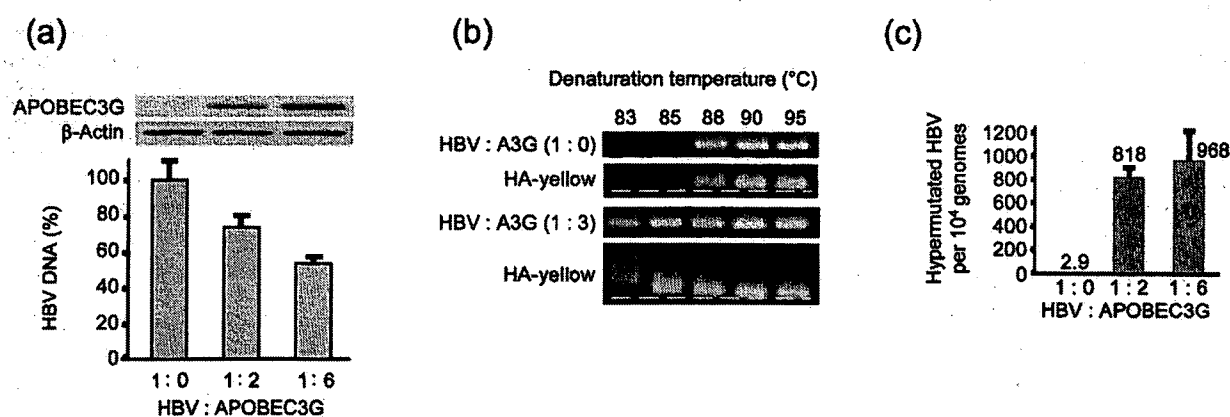 (a)
APOBEC3G
β-Actin
HBV DNA (%)
100
80
60
40
20
0
1 : 0
1 : 2
1 : 6
HBV : APOBEC3G
(b)
Denaturation temperature (°C)
83 85 88 90 95
HBV : A3G (1 : 0)
HA-yellow
HBV : A3G (1 : 3)
HA-yellow
(c)
Hypermutated HBV
per 10⁴ genomes
1200
1000
800
600
400
200
0
2.9
818
968
1 : 0
1 : 2
1 : 6
HBV : APOBEC3G